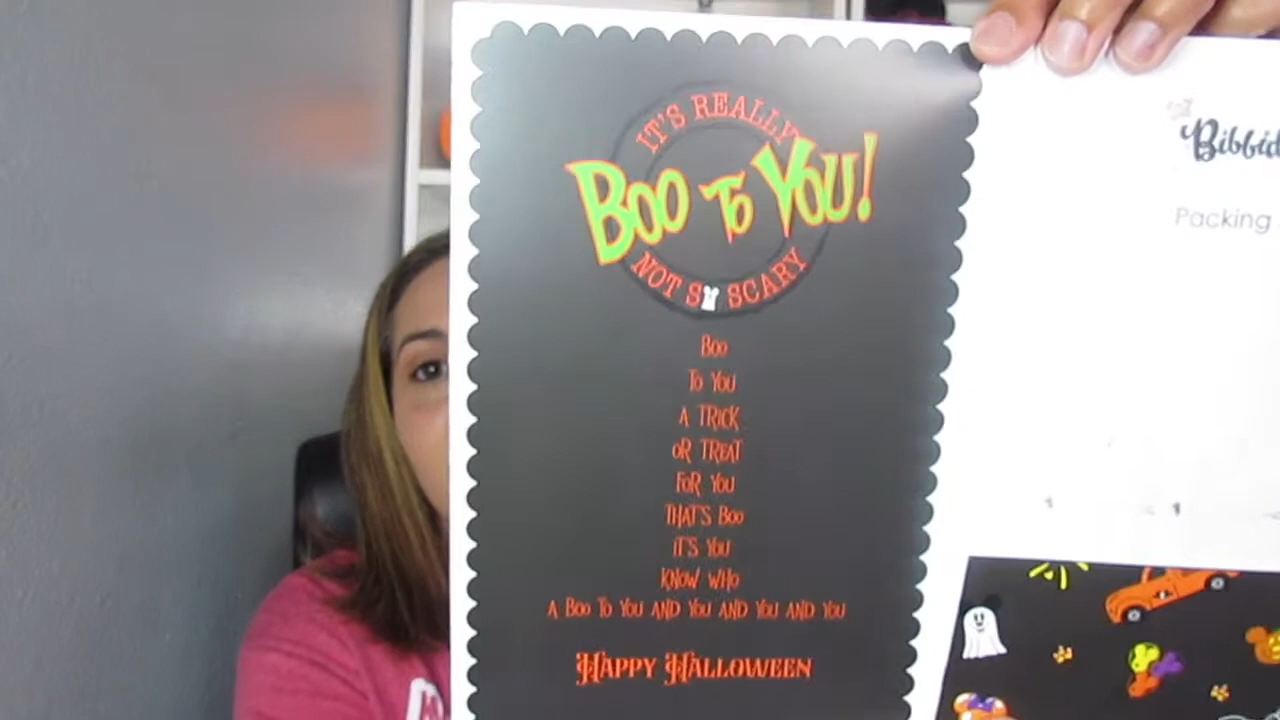 IT'S REALLY
BOO TO YOU!
NOT SO SCARY
BOO
TO YOU
A TRICK
OR TREAT
FOR YOU
THAT'S BOO
IT'S YOU
KNOW WHO
A BOO TO YOU AND YOU AND YOU AND YOU
HAPPY HALLOWEEN
Packing